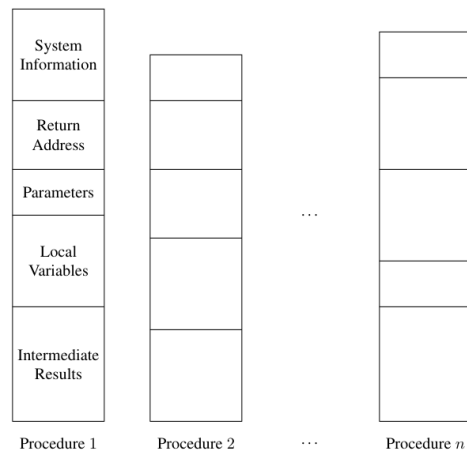 System
Information
Return
Address
Parameters
Local
Variables
Intermediate
Results
...
Procedure 1
Procedure 2
...
Procedure n